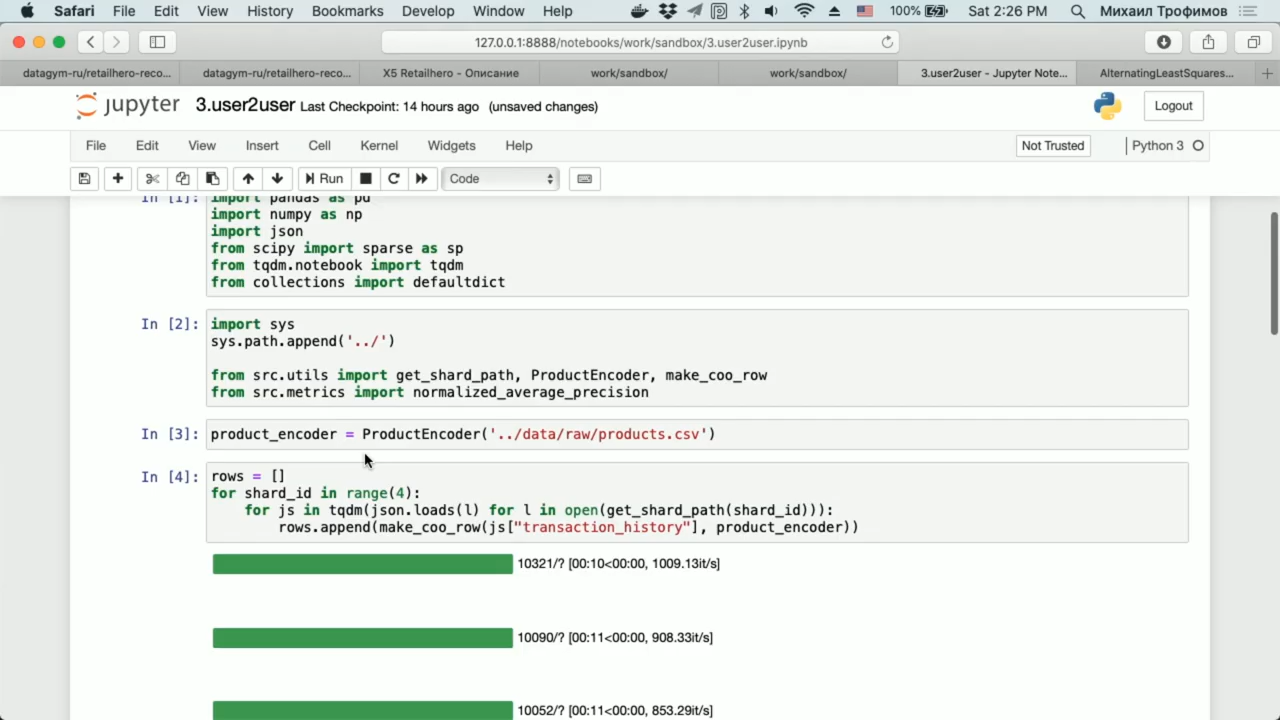 Safari File Edit View History Bookmarks Develop Window Help 100% Sat 2:26 PM Михаил Трофимов
127.0.0.1:8888/notebooks/work/sandbox/3.user2user.ipynb
datagym-ru/retailhero-reco... datagym-ru/retailhero-reco... X5 Retailhero - Описание work/sandbox/ work/sandbox/ 3.user2user - Jupyter Note... AlternatingLeastSquares...
jupyter 3.user2user Last Checkpoint: 14 hours ago (unsaved changes) Logout
File Edit View Insert Cell Kernel Widgets Help Not Trusted Python 3
Run Code
In [1]: import pandas as pd
import numpy as np
import json
from scipy import sparse as sp
from tqdm.notebook import tqdm
from collections import defaultdict
In [2]: import sys
sys.path.append('../')
from src.utils import get_shard_path, ProductEncoder, make_coo_row
from src.metrics import normalized_average_precision
In [3]: product_encoder = ProductEncoder('../data/raw/products.csv')
In [4]: rows = []
for shard_id in range(4):
for js in tqdm(json.loads(l) for l in open(get_shard_path(shard_id))):
rows.append(make_coo_row(js["transaction_history"], product_encoder))
10321/? [00:10<00:00, 1009.13it/s]
10090/? [00:11<00:00, 908.33it/s]
10052/? [00:11<00:00, 853.29it/s]